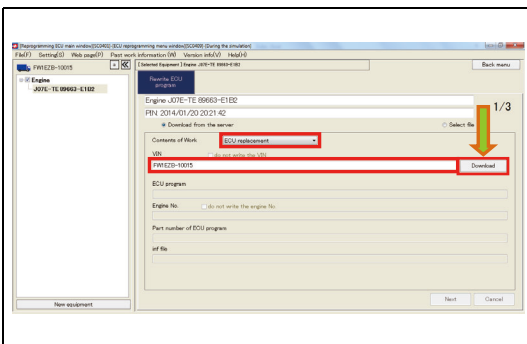 [Reprogramming ECU main window][SC0401] (ECU reprogramming menu window)[SC0409] (During the simulation)
File(F) Setting(S) Web page(P) Past work information (W) Version info(V) Help(H)
FW1EZB-10015
[Selected Equipment ] Engine J07E-TE 89663-E1B2
Back menu
Engine
J07E-TE 89663-E1B2
Rewrite ECU program
Engine J07E-TE 89663-E1B2
P/N: 2014/01/20 20:21:42
1/3
Download from the server
Select file
Contents of Work
ECU replacement
VIN
do not write the VIN
FW1EZB-10015
Download
ECU program
Engine No.
do not write the engine No.
Part number of ECU program
inf file
New equipment
Next
Cancel